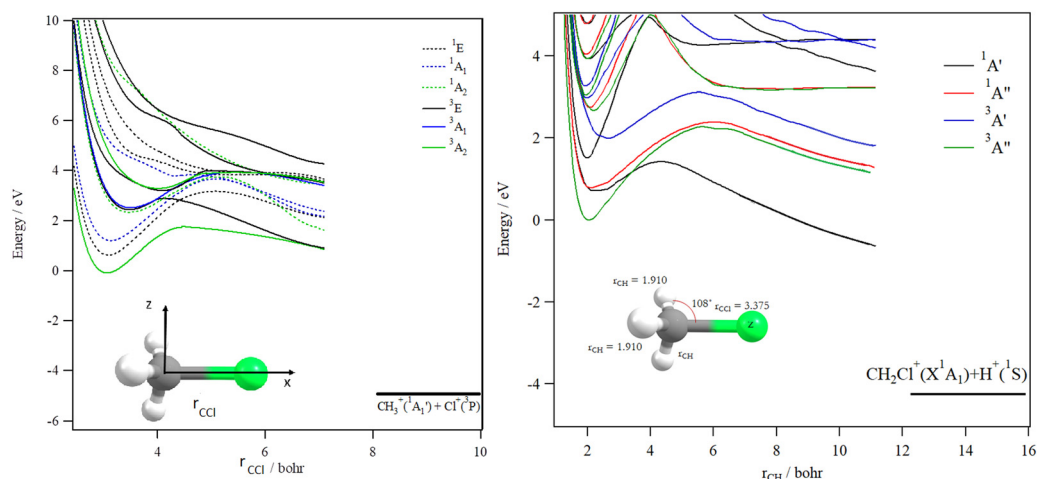 10
8
6
4
2
0
-2
-4
-6
Energy / eV
4
6
8
10
r_CCl / bohr
¹E
¹A₁
¹A₂
³E
³A₁
³A₂
z
x
r_CCl
CH₃⁺(¹A₁')+Cl⁺(³P)
4
2
0
-2
-4
Energy / eV
0
2
4
6
8
10
12
14
16
r_CH / bohr
¹A'
¹A"
³A'
³A"
r_CH = 1.910
108° r_CCl = 3.375
z
r_CH = 1.910
r_CH
CH₂Cl⁺(X¹A₁)+H⁺(¹S)